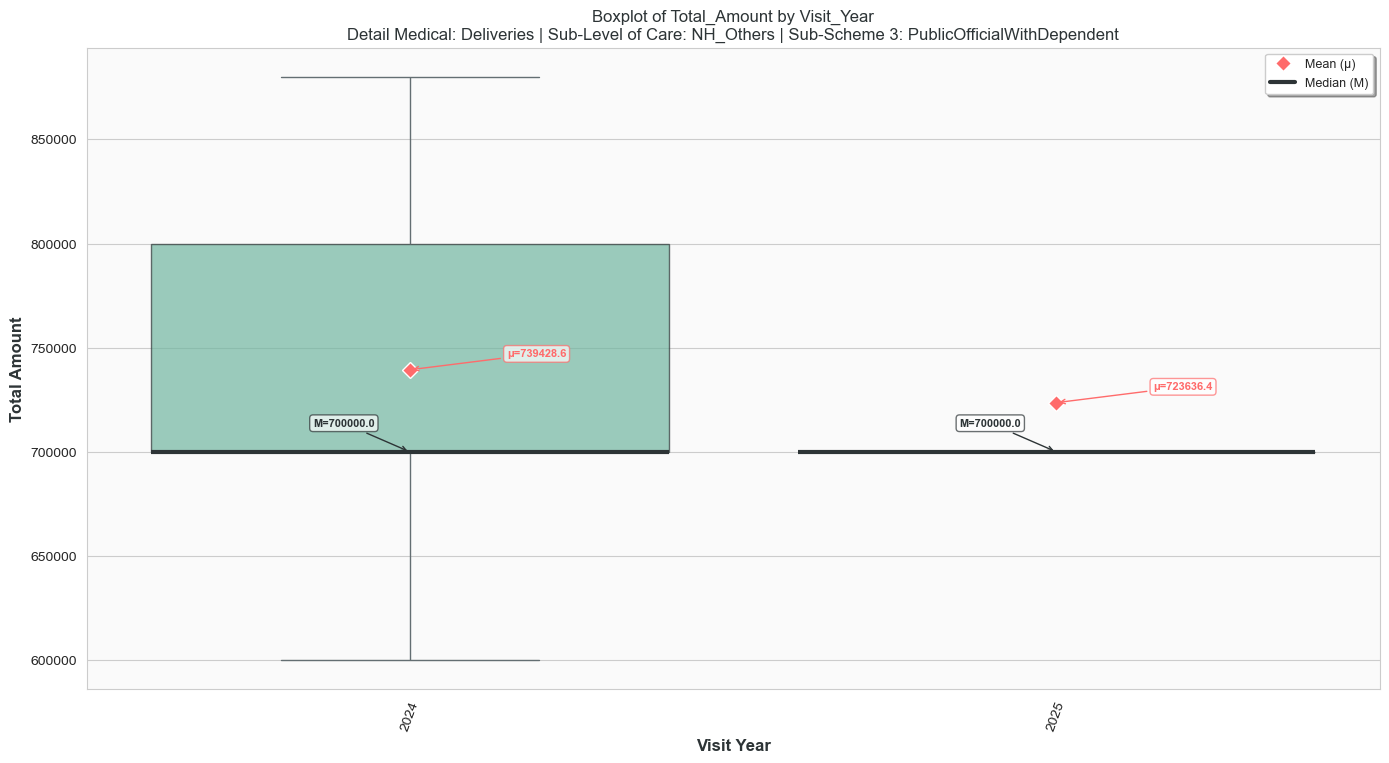 Boxplot of Total_Amount by Visit_Year
Detail Medical: Deliveries | Sub-Level of Care: NH_Others | Sub-Scheme 3: PublicOfficialWithDependent
Mean (μ)
Median (M)
850000
800000
750000
700000
650000
600000
Total Amount
μ=739428.6
M=700000.0
μ=723636.4
M=700000.0
2024
2025
Visit Year